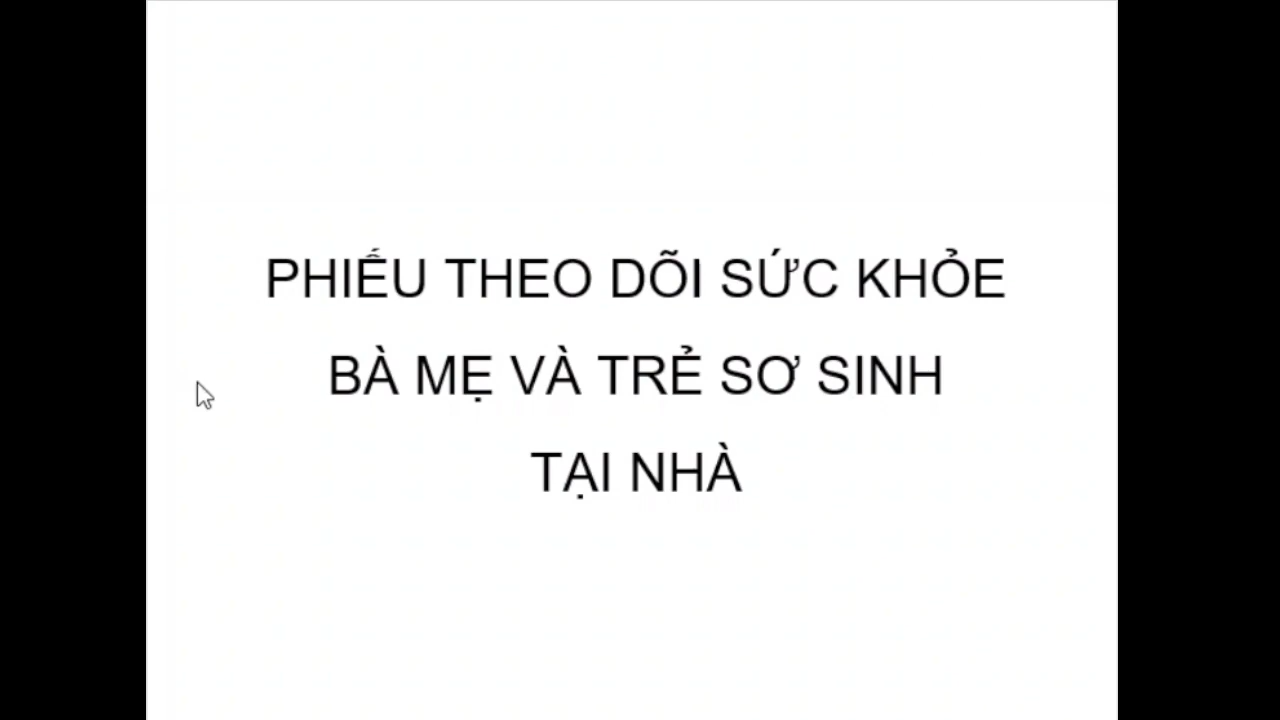 PHIẾU THEO DÕI SỨC KHỎE
BÀ MẸ VÀ TRẺ SƠ SINH
TẠI NHÀ